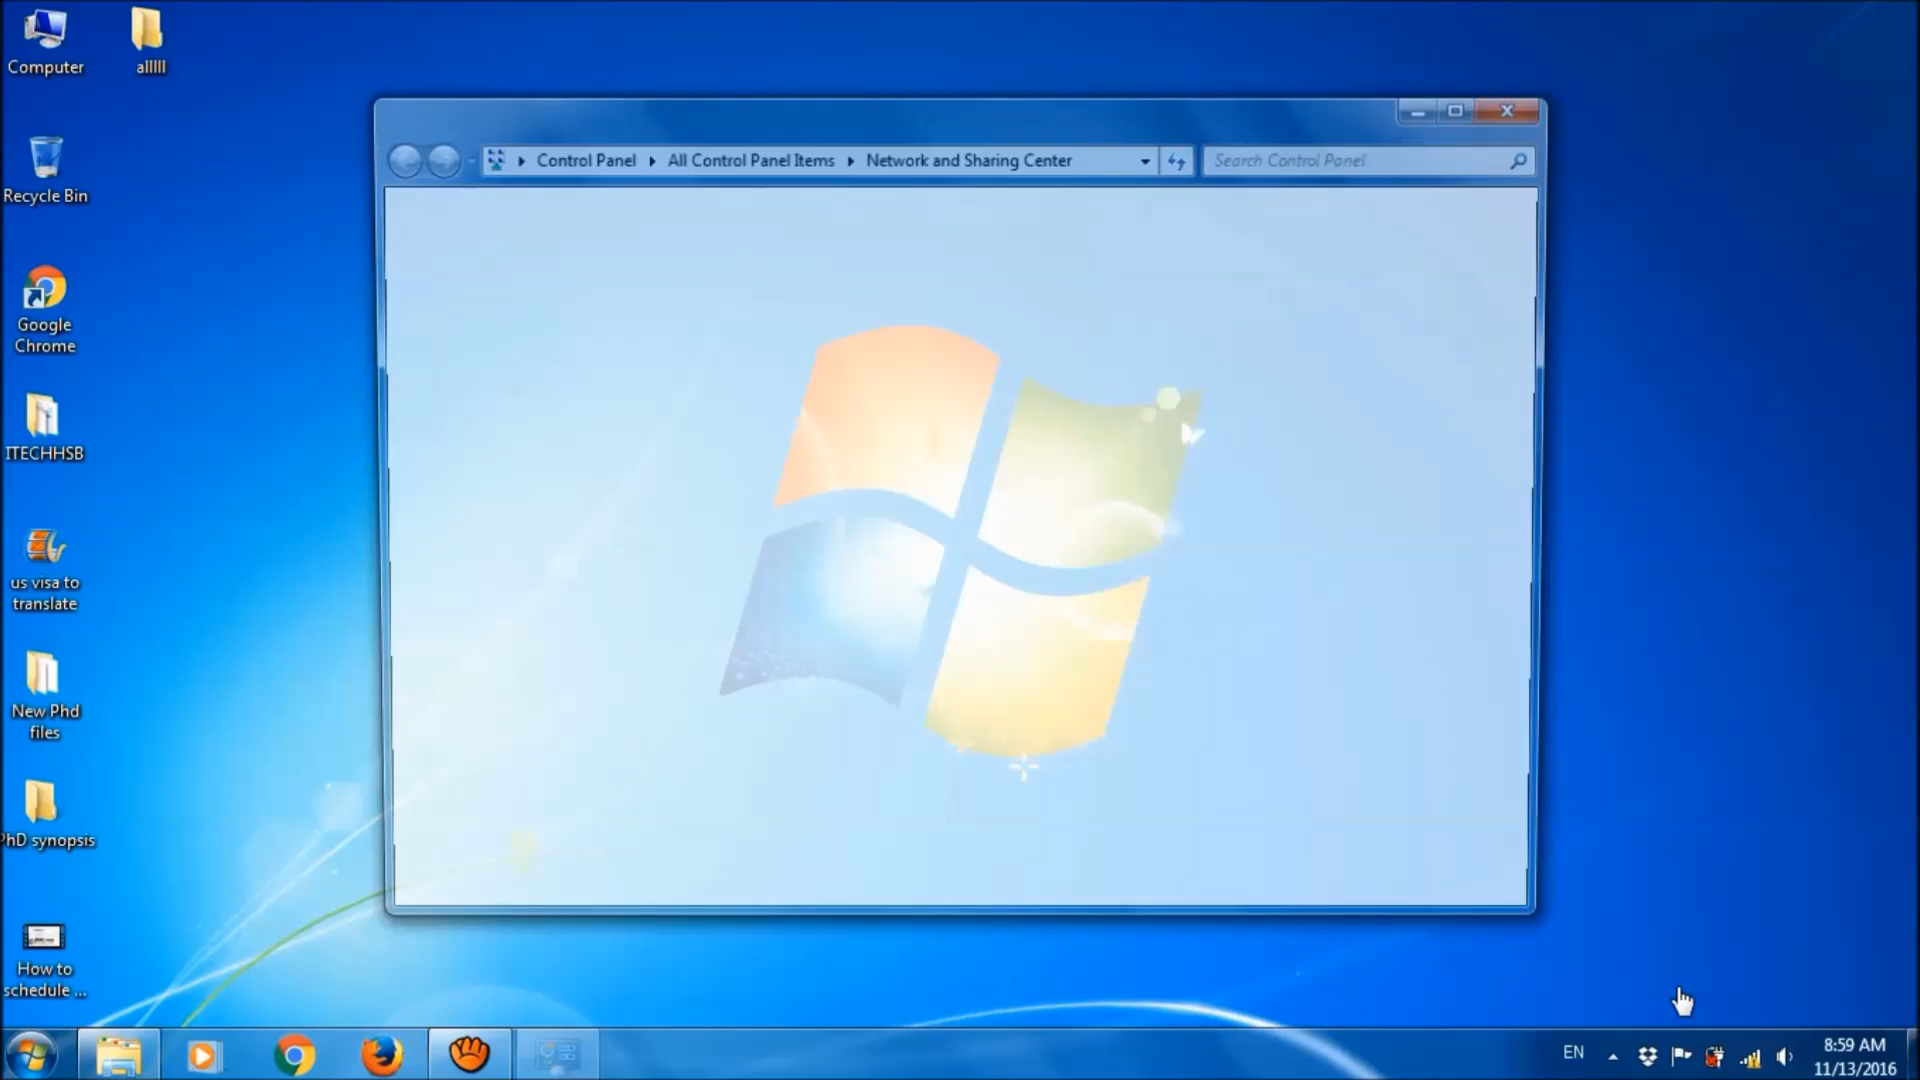 Computer
alllll
Recycle Bin
Google
Chrome
ITECHHSB
us visa to
translate
New Phd
files
PhD synopsis
How to
schedule ...
Control Panel
All Control Panel Items
Network and Sharing Center
Search Control Panel
EN
8:59 AM
11/13/2016